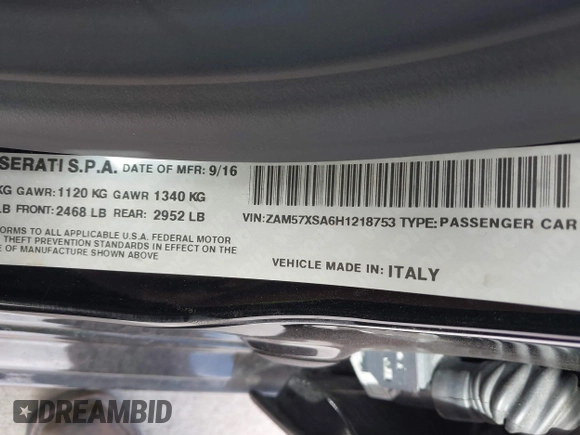 SERATI S.P.A. DATE OF MFR: 9/16
KG GAWR: 1120 KG GAWR 1340 KG
LB FRONT: 2468 LB REAR: 2952 LB
ORMS TO ALL APPLICABLE U.S.A. FEDERAL MOTOR
THEFT PREVENTION STANDARDS IN EFFECT ON
E OF MANUFACTURE SHOWN ABOVE
VIN:ZAM57XSA6H1218753 TYPE:PASSENGER CAR
VEHICLE MADE IN: ITALY
DREAMBID